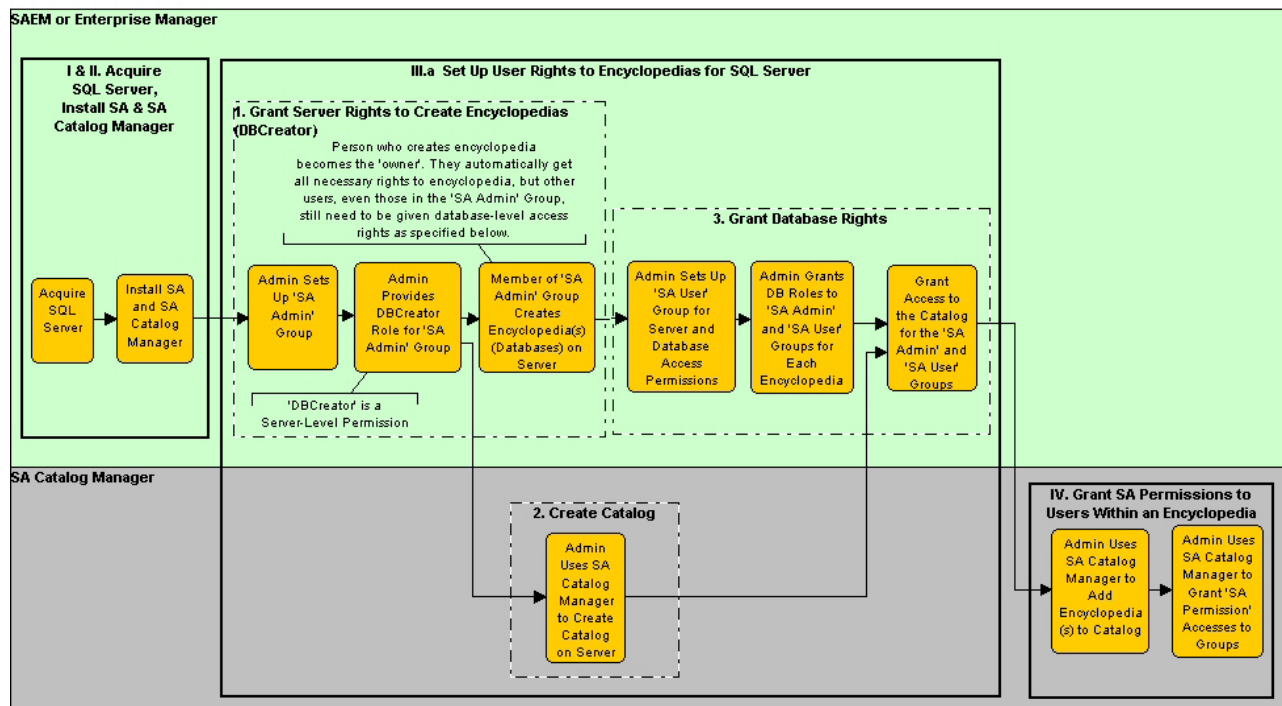 SAEM or Enterprise Manager
I & II. Acquire
SQL Server,
Install SA & SA
Catalog Manager
Acquire
SQL
Server
Install SA
and SA
Catalog
Manager
III.a Set Up User Rights to Encyclopedias for SQL Server
1. Grant Server Rights to Create Encyclopedias
(DBCreator)
Person who creates encyclopedia
becomes the 'owner'. They automatically get
all necessary rights to encyclopedia, but other
users, even those in the 'SA Admin' Group,
still need to be given database-level access
rights as specified below.
Admin Sets
Up 'SA
Admin'
Group
Admin
Provides
DBCreator
Role for 'SA
Admin' Group
Member of 'SA
Admin' Group
Creates
Encyclopedia(s)
(Databases) on
Server
'DBCreator' is a
Server-Level Permission
3. Grant Database Rights
Admin Sets
Up 'SA User'
Group for
Server and
Database
Access
Permissions
Admin Grants
DB Roles to
'SA Admin'
and 'SA User'
Groups for
Each
Encyclopedia
Grant
Access to
the Catalog
for the 'SA
Admin' and
'SA User'
Groups
SA Catalog Manager
2. Create Catalog
Admin
Uses SA
Catalog
Manager
to Create
Catalog
on Server
IV. Grant SA Permissions to
Users Within an Encyclopedia
Admin Uses
SA Catalog
Manager to
Add
Encyclopedia
(s) to Catalog
Admin Uses
SA Catalog
Manager to
Grant 'SA
Permission'
Accesses to
Groups